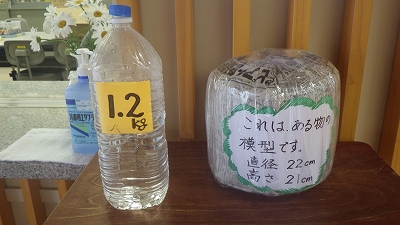 1.2
kg
これは、ある物の
模型です。
直径 22cm
高さ 21cm